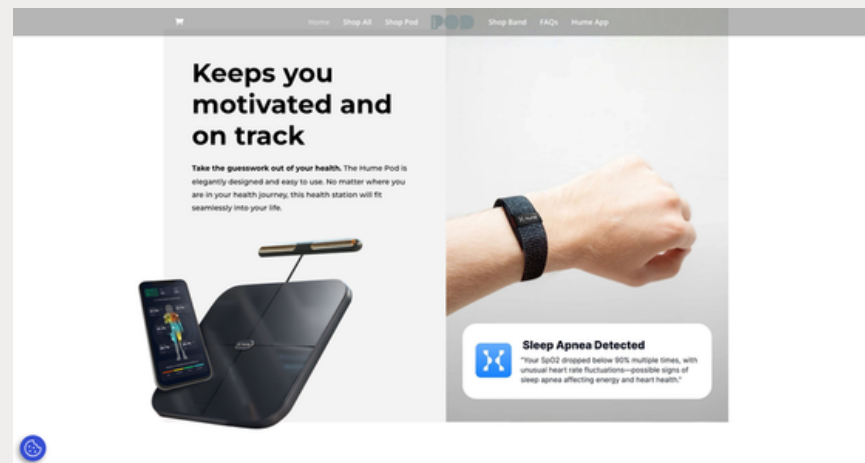 Home Shop All Shop Pod POD Shop Band FAQs Hume App
Keeps you
motivated and
on track
Take the guesswork out of your health. The Hume Pod is
elegantly designed and easy to use. No matter where you
are in your health journey, this health station will fit
seamlessly into your life.
Sleep Apnea Detected
"Your SpO2 dropped below 90% multiple times, with
unusual heart rate fluctuations—possible signs of
sleep apnea affecting energy and heart health."